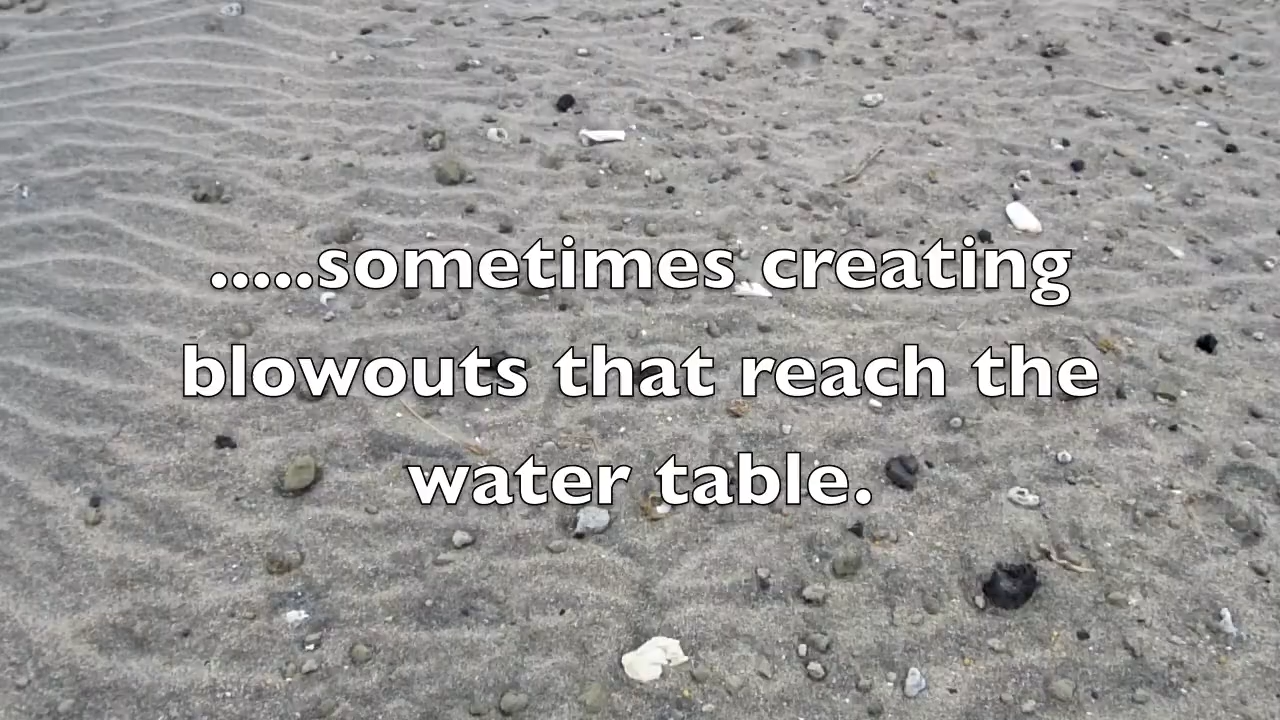 .....sometimes creating
blowouts that reach the
water table.